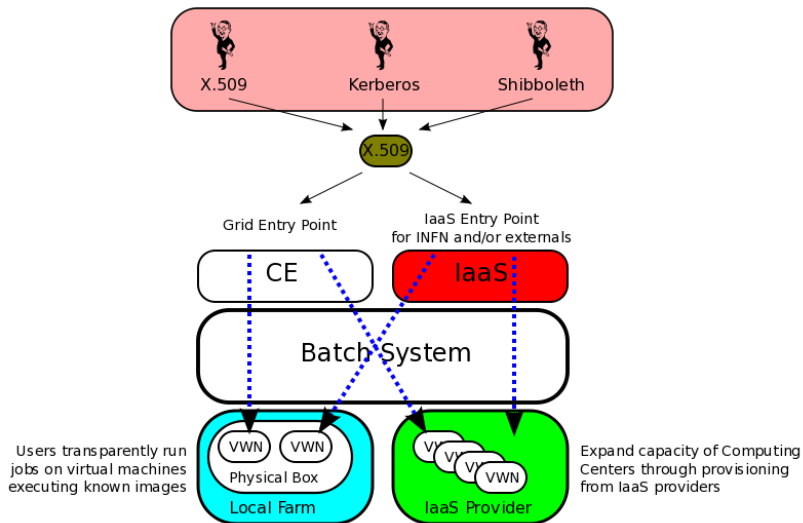 X.509
Kerberos
Shibboleth
X.509
Grid Entry Point
IaaS Entry Point
for INFN and/or externals
CE
IaaS
Batch System
Users transparently run
jobs on virtual machines
executing known images
VWN
VWN
Physical Box
Local Farm
VWN
VWN
VWN
VWN
IaaS Provider
Expand capacity of Computing
Centers through provisioning
from IaaS providers